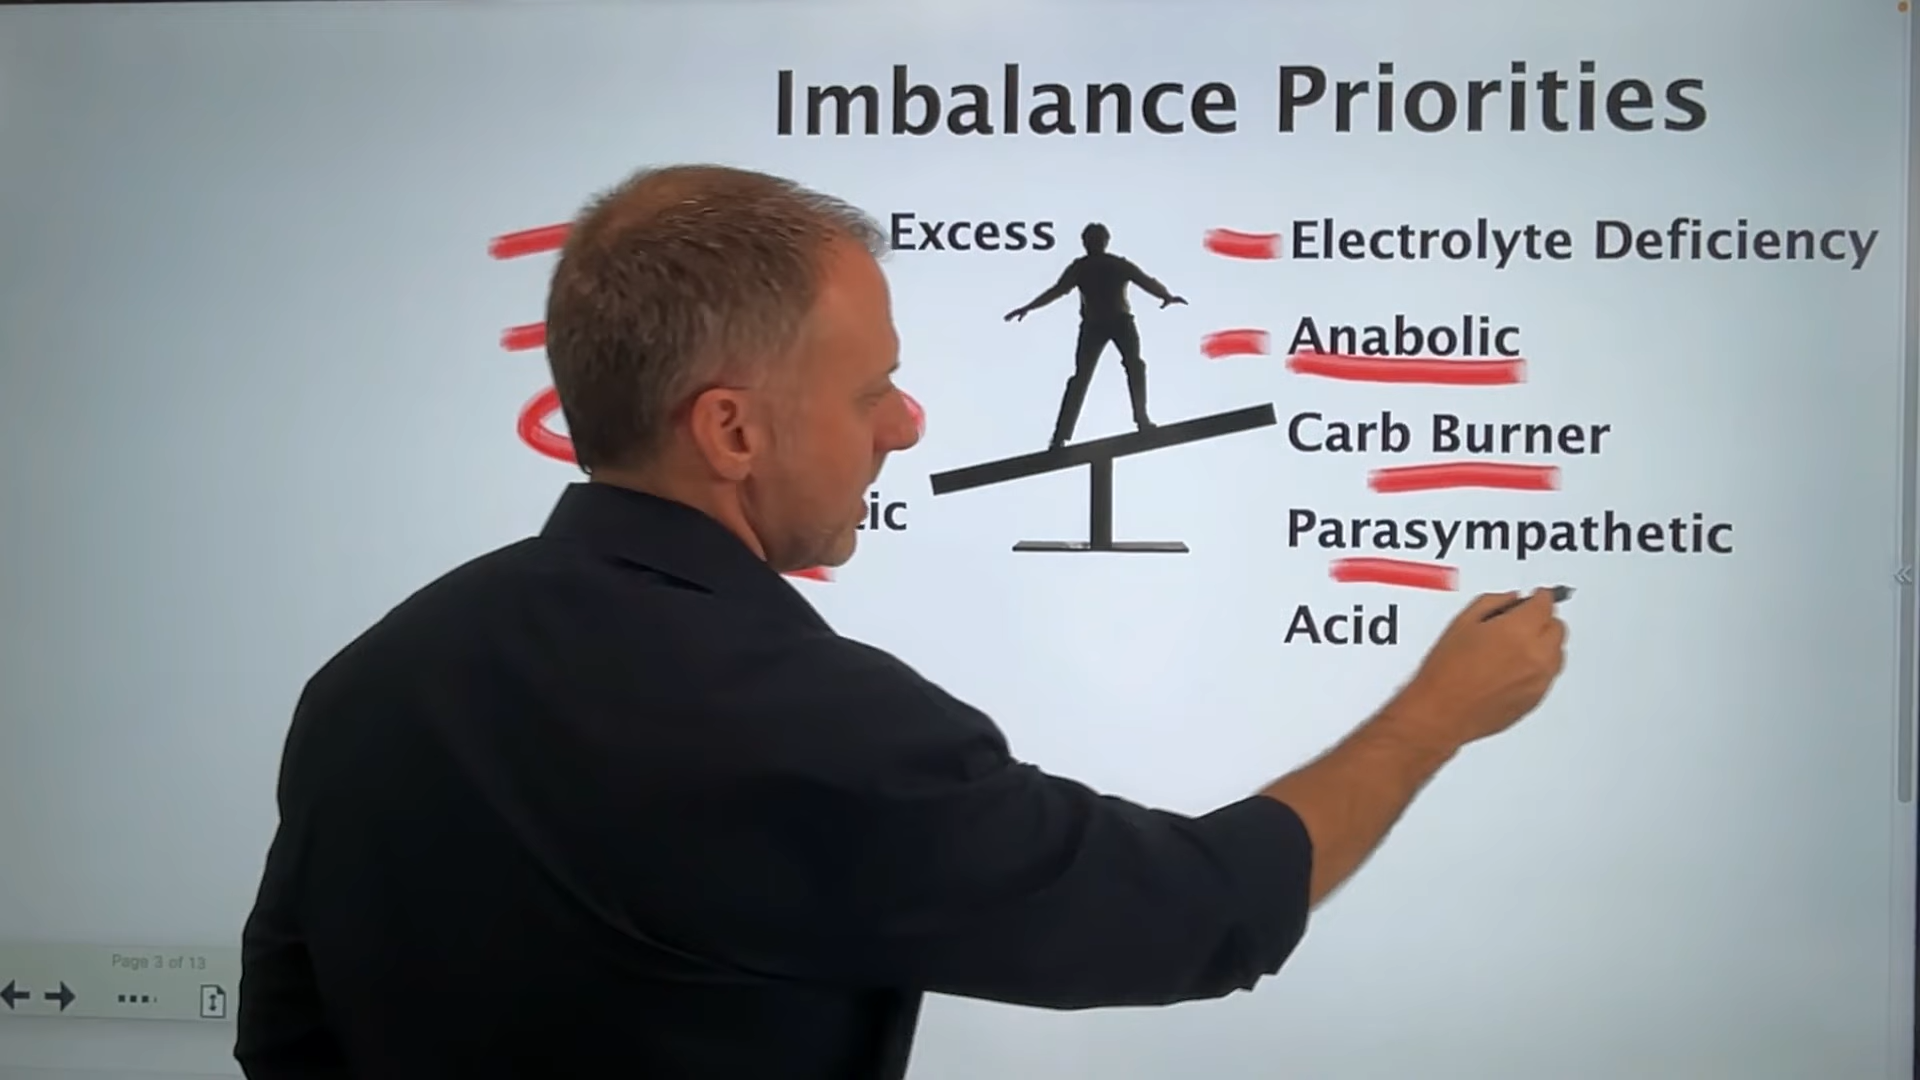 Imbalance Priorities
Excess
Electrolyte Deficiency
Anabolic
Carb Burner
ic
Parasympathetic
Acid
Page 3 of 13